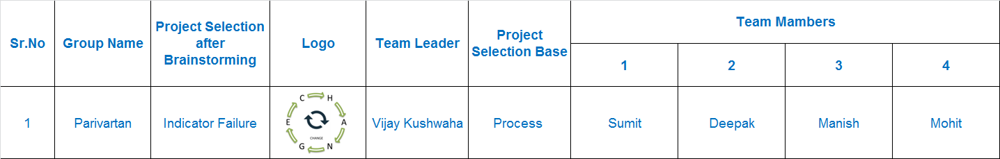 Sr.No
Group Name
Project Selection
after
Brainstorming
Logo
Team Leader
Project
Selection Base
Team Mambers
1
2
3
4
1
Parivartan
Indicator Failure
C H A N G E
CHANGE
Vijay Kushwaha
Process
Sumit
Deepak
Manish
Mohit